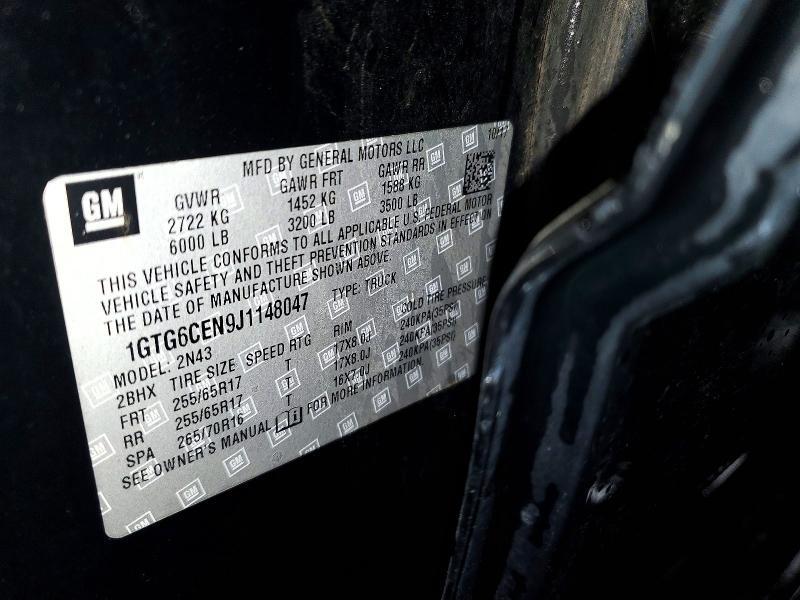 GM
MFD BY GENERAL MOTORS LLC
GVWR GAWR FRT GAWR RR
2722 KG 1452 KG 1588 KG
6000 LB 3200 LB 3500 LB
THIS VEHICLE CONFORMS TO ALL APPLICABLE U.S. FEDERAL MOTOR
VEHICLE SAFETY AND THEFT PREVENTION STANDARDS IN EFFECT ON
THE DATE OF MANUFACTURE SHOWN ABOVE.
1GTG6CEN9J1148047 TYPE: TRUCK
MODEL: 2N43
2BHX TIRE SIZE SPEED RTG RIM COLD TIRE PRESSURE
FRT 255/65R17 T 17X8.0J 240KPA(35PSI)
RR 255/65R17 T 17X8.0J 240KPA(35PSI)
SPA 265/70R16 T 16X7.0J 240KPA(35PSI)
SEE OWNER'S MANUAL FOR MORE INFORMATION.